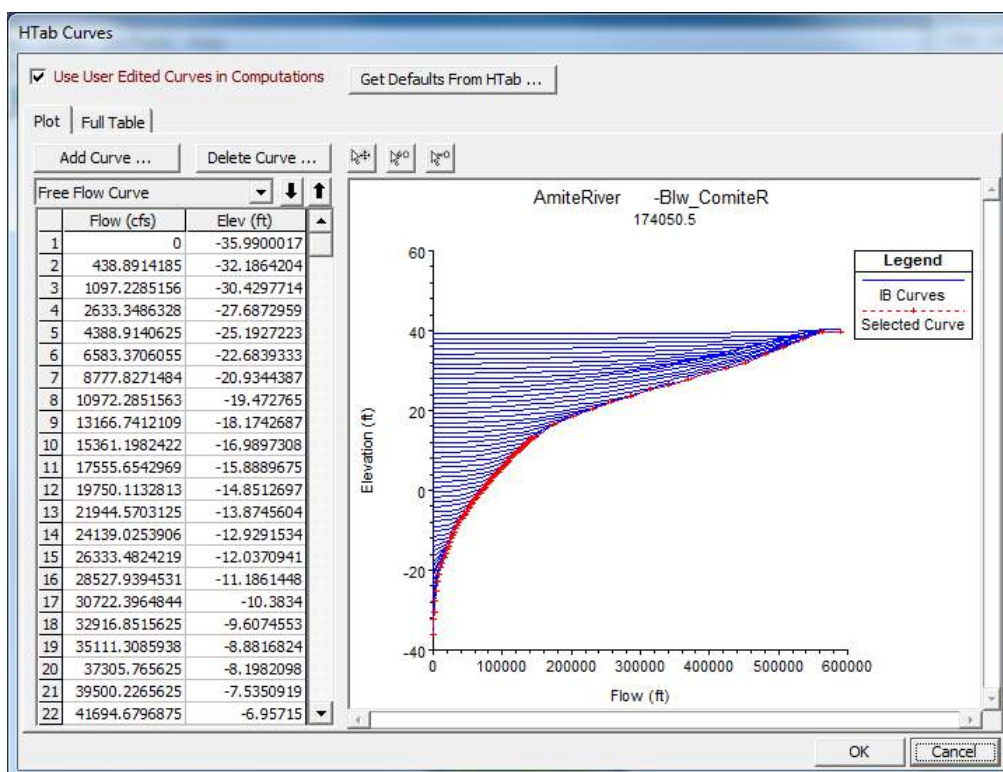 HTab Curves
Use User Edited Curves in Computations Get Defaults From HTab ...
Plot Full Table
Add Curve ... Delete Curve ...
Free Flow Curve
Flow (cfs) Elev (ft)
1 0 -35.9900017
2 438.8914185 -32.1864204
3 1097.2285156 -30.4297714
4 2633.3486328 -27.6872959
5 4388.9140625 -25.1927223
6 6583.3706055 -22.6839333
7 8777.8271484 -20.9344387
8 10972.2851563 -19.472765
9 13166.7412109 -18.1742687
10 15361.1982422 -16.9897308
11 17555.6542969 -15.8889675
12 19750.1132813 -14.8512697
13 21944.5703125 -13.8745604
14 24139.0253906 -12.9291534
15 26333.4824219 -12.0370941
16 28527.9394531 -11.1861448
17 30722.3964844 -10.3834
18 32916.8515625 -9.6074553
19 35111.3085938 -8.8816824
20 37305.765625 -8.1982098
21 39500.2265625 -7.5350919
22 41694.6796875 -6.95715
AmiteRiver -Blw_ComiteR
174050.5
Legend
IB Curves
Selected Curve
60
40
20
0
-20
-40
Elevation (ft)
0 100000 200000 300000 400000 500000 600000
Flow (ft)
OK Cancel